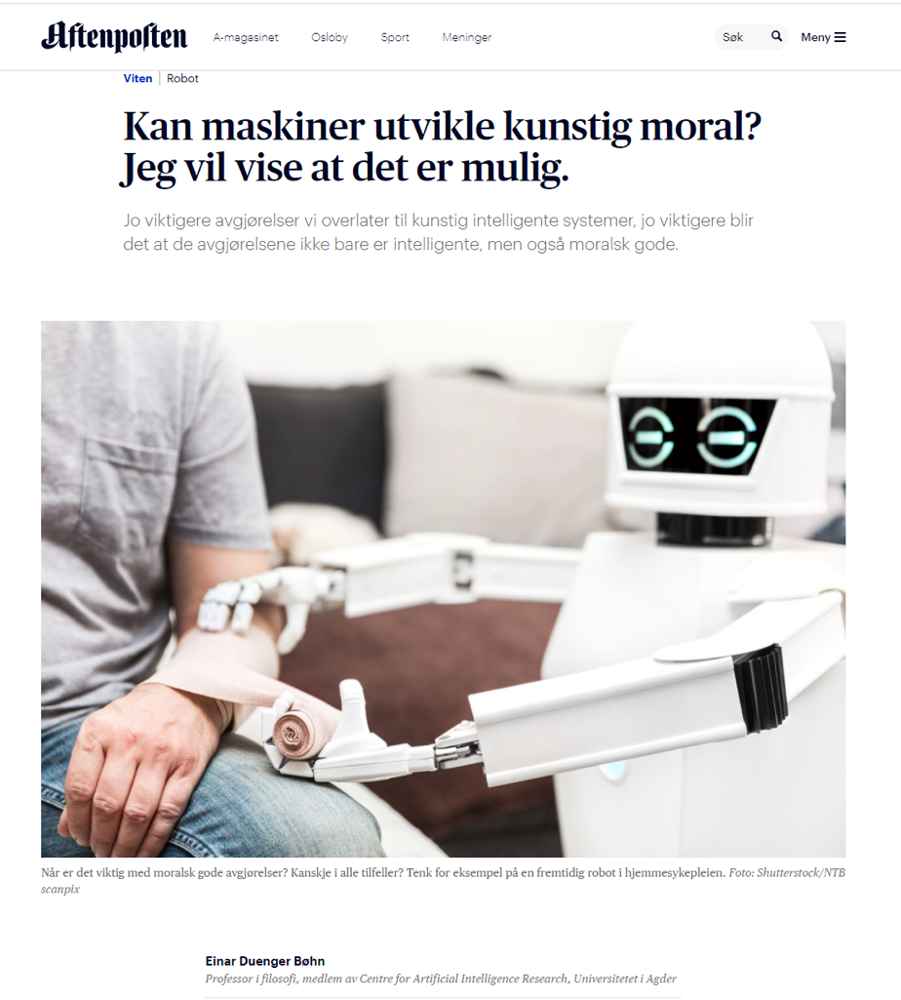 Aftenposten A-magasinet Osloby Sport Meninger Søk Meny
Viten | Robot
Kan maskiner utvikle kunstig moral?
Jeg vil vise at det er mulig.
Jo viktigere avgjørelser vi overlater til kunstig intelligente systemer, jo viktigere blir
det at de avgjørelsene ikke bare er intelligente, men også moralsk gode.
Når er det viktig med moralsk gode avgjørelser? Kanskje i alle tilfeller? Tenk for eksempel på en fremtidig robot i hjemmesykepleien. Foto: Shutterstock/NTB
scanpix
Einar Duenger Bøhn
Professor i filosofi, medlem av Centre for Artificial Intelligence Research, Universitetet i Agder